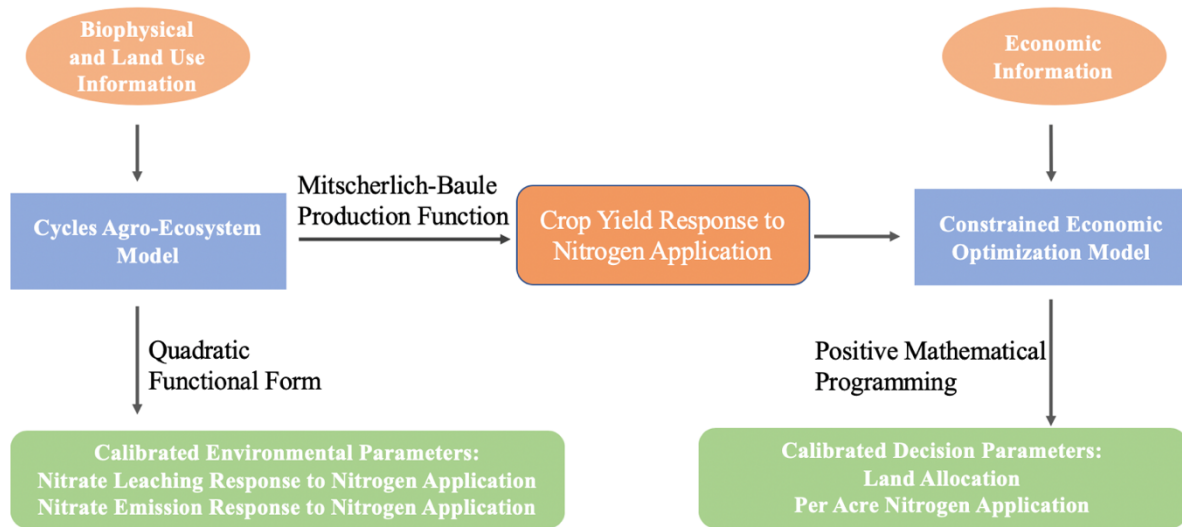 Biophysical
and Land Use
Information
Economic
Information
Cycles Agro-Ecosystem
Model
Mitscherlich-Baule
Production Function
Crop Yield Response to
Nitrogen Application
Constrained Economic
Optimization Model
Quadratic
Functional Form
Positive Mathematical
Programming
Calibrated Environmental Parameters:
Nitrate Leaching Response to Nitrogen Application
Nitrate Emission Response to Nitrogen Application
Calibrated Decision Parameters:
Land Allocation
Per Acre Nitrogen Application